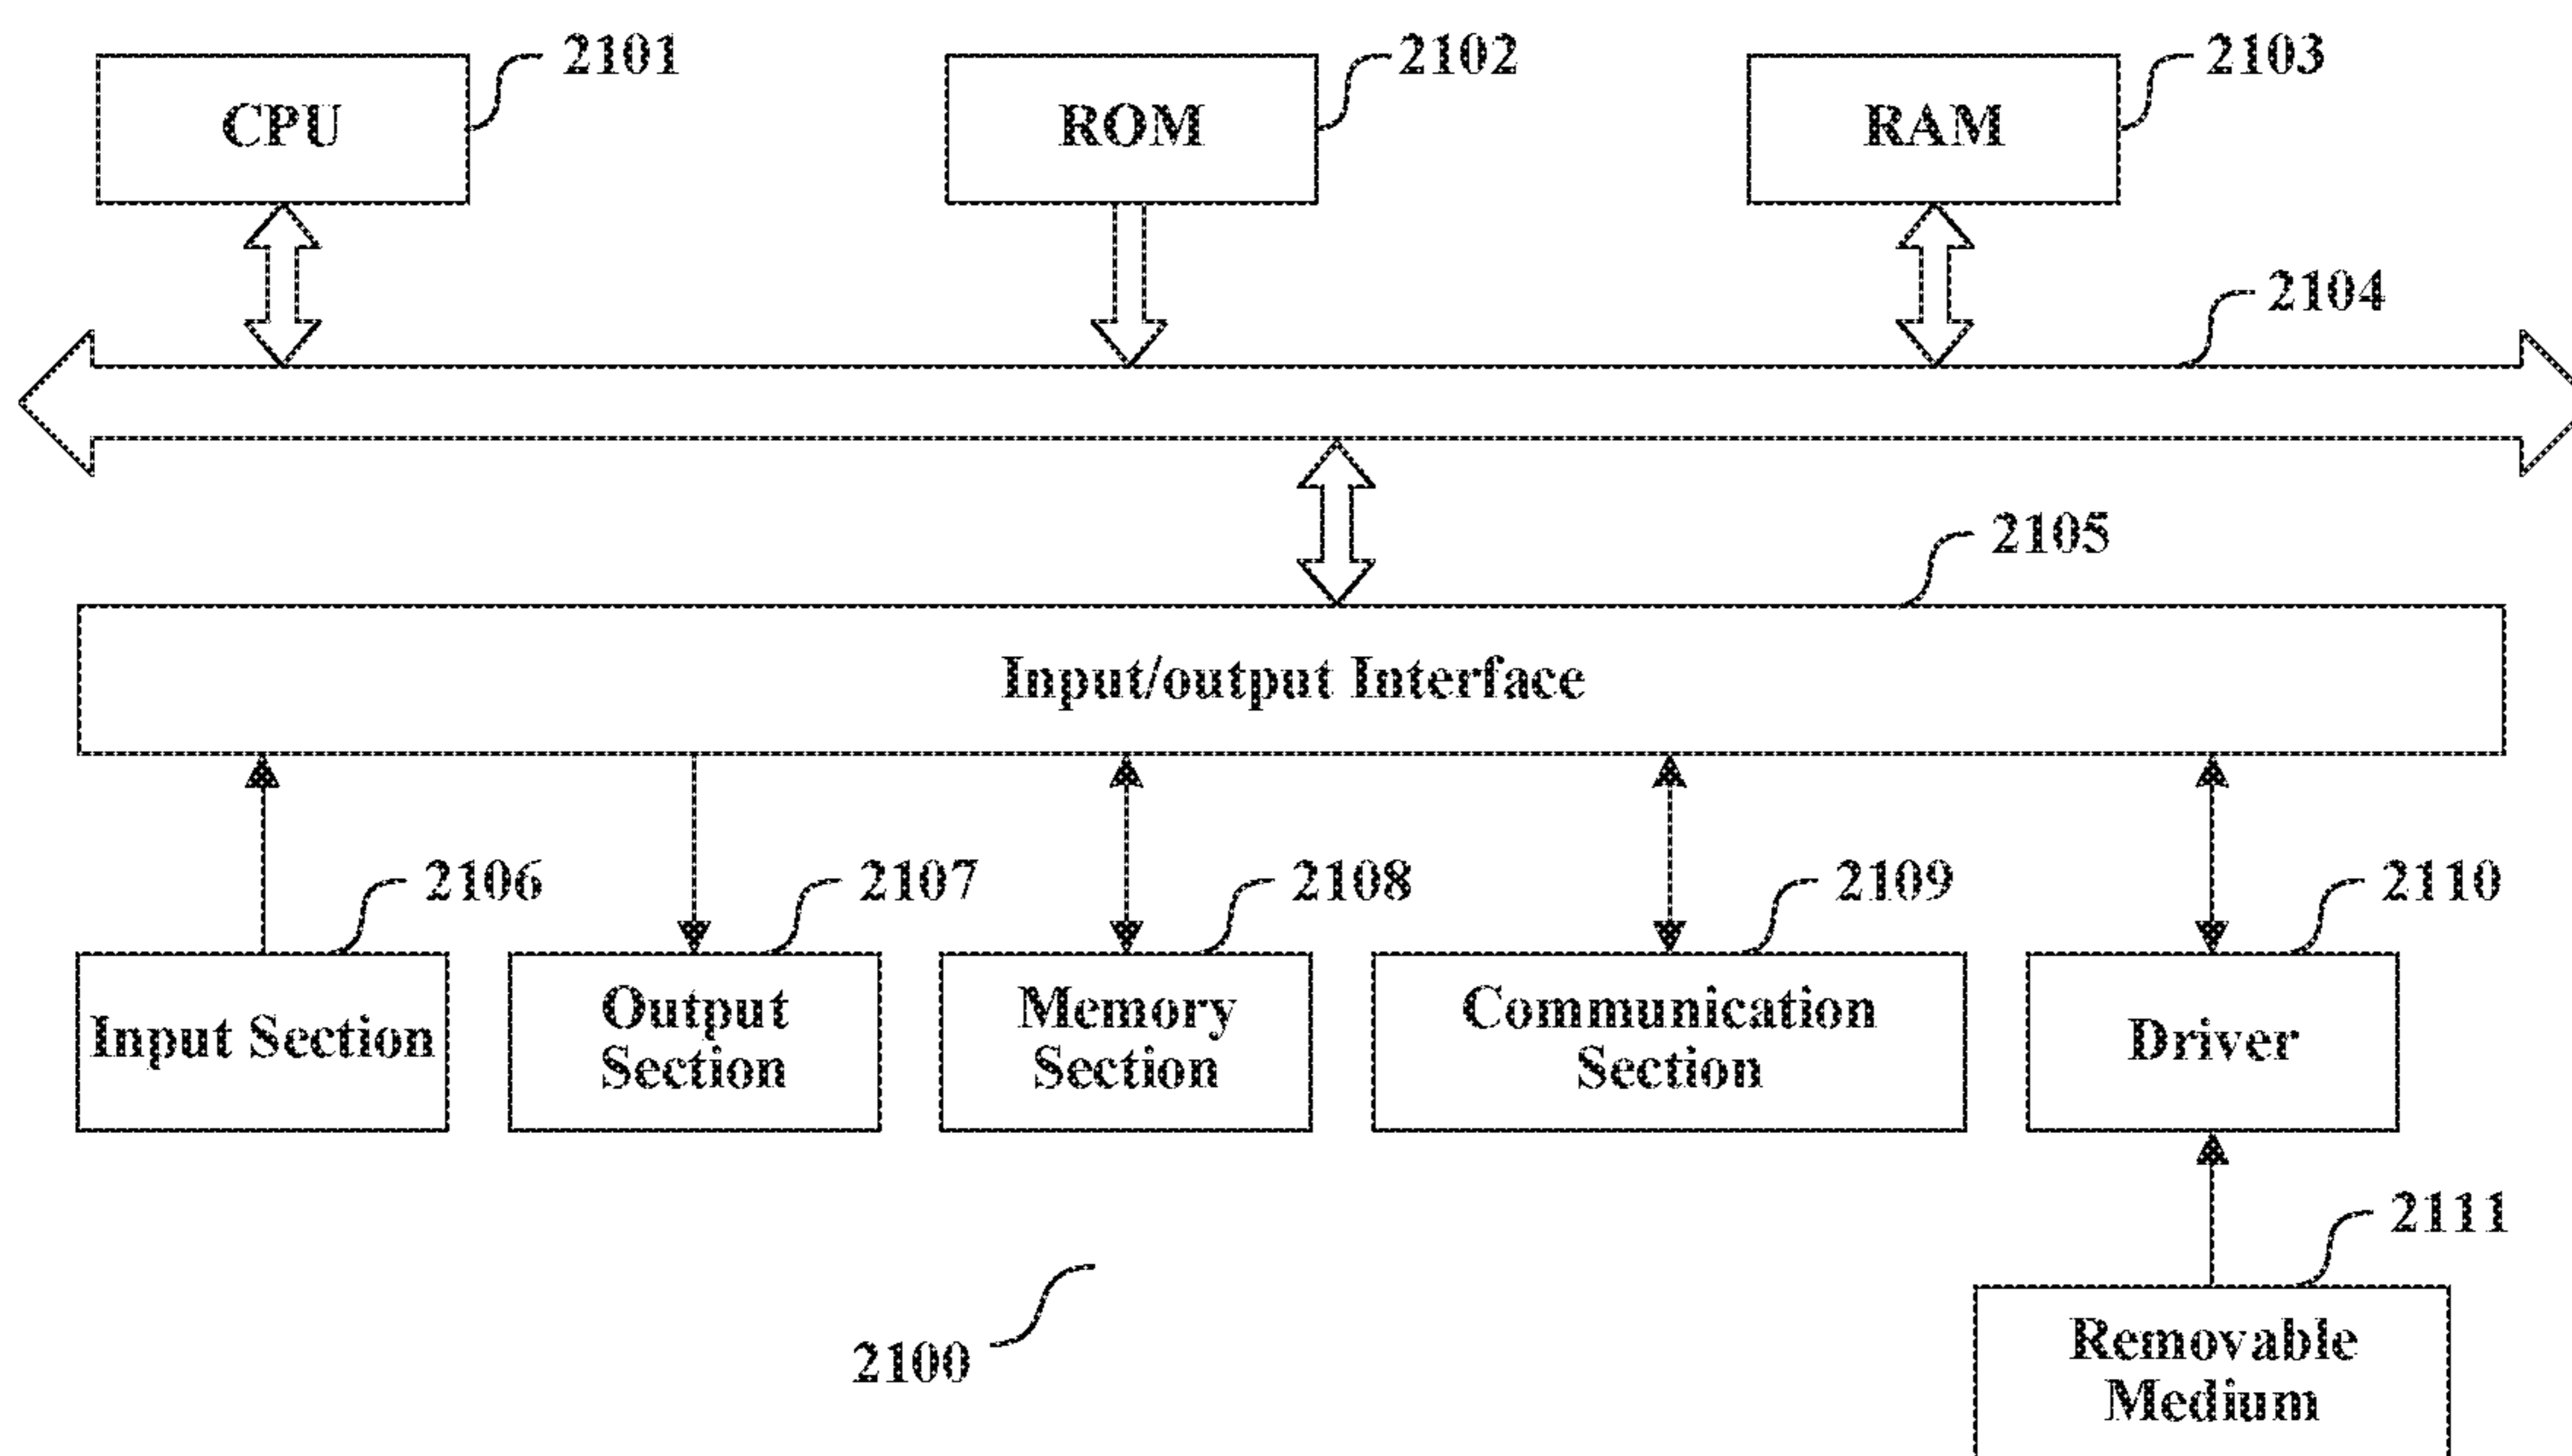 2101
2102
2103
CPU
ROM
RAM
2104
2105
Input/output Interface
2106
2107
2108
2109
2110
Input Section
Output
Section
Memory
Section
Communication
Section
Driver
2111
2100
Removable
Medium